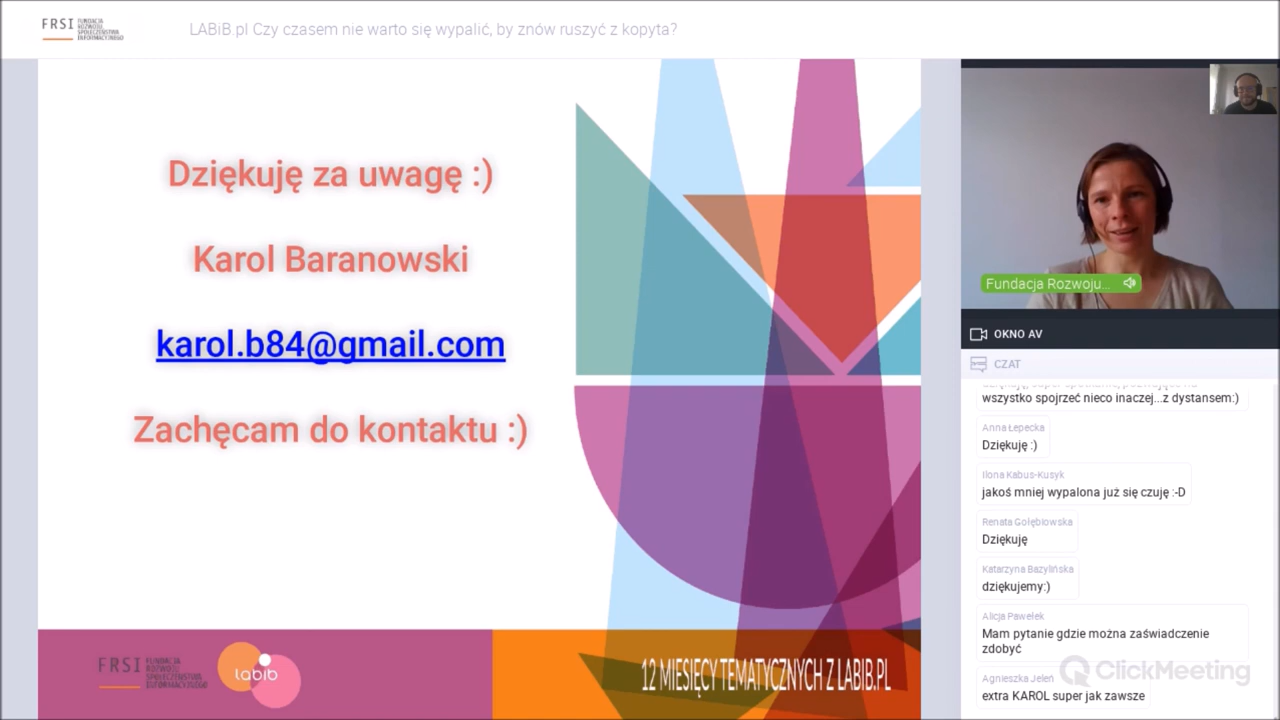 FRSI FUNDACJA
ROZWOJU
SPOŁECZEŃSTWA
INFORMACYJNEGO
LABiB.pl Czy czasem nie warto się wypalić, by znów ruszyć z kopyta?
Dziękuję za uwagę :)
Karol Baranowski
karol.b84@gmail.com
Zachęcam do kontaktu :)
FRSI FUNDACJA
ROZWOJU
SPOŁECZEŃSTWA
INFORMACYJNEGO
labib
12 MIESIĘCY TEMATYCZNYCH Z LABIB.PL
Fundacja Rozwoju...
OKNO AV
CZAT
wszystko spojrzeć nieco inaczej...z dystansem:)
Anna Łepecka
Dziękuję :)
Ilona Kabus-Kusyk
jakoś mniej wypalona już się czuję :-D
Renata Gołębiowska
Dziękuję
Katarzyna Bazylińska
dziękujemy:)
Alicja Pawełek
Mam pytanie gdzie można zaświadczenie
zdobyć
Agnieszka Jeleń
extra KAROL super jak zawsze
ClickMeeting